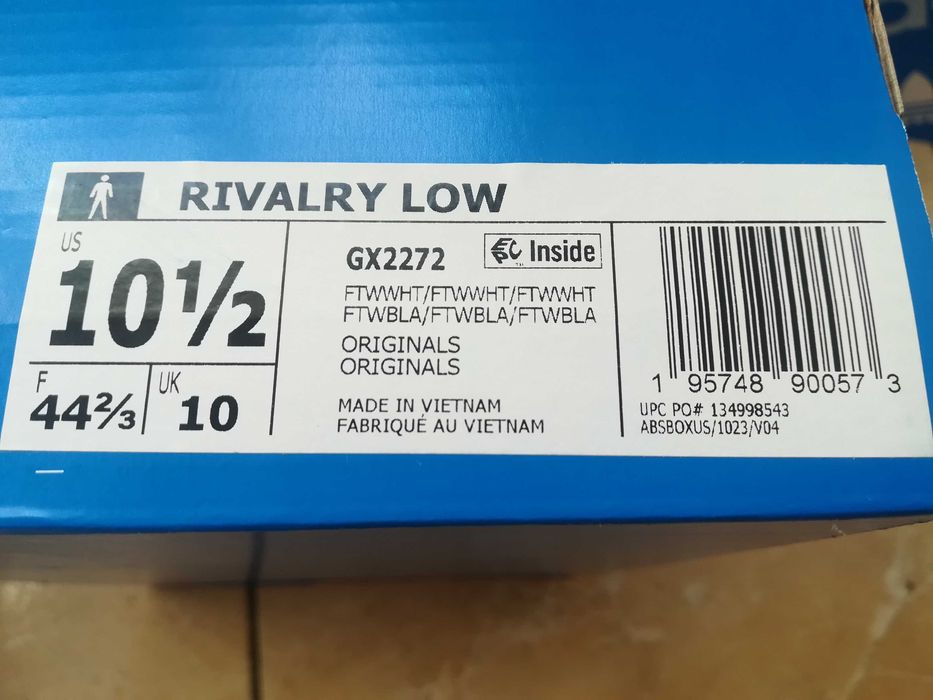 RIVALRY LOW
US
10½
F
44⅔
UK
10
GX2272
Inside
FTWWHT/FTWWHT/FTWWHT
FTWBLA/FTWBLA/FTWBLA
ORIGINALS
ORIGINALS
MADE IN VIETNAM
FABRIQUÉ AU VIETNAM
1 95748 90057 3
UPC PO# 134998543
ABSBOXUS/1023/V04